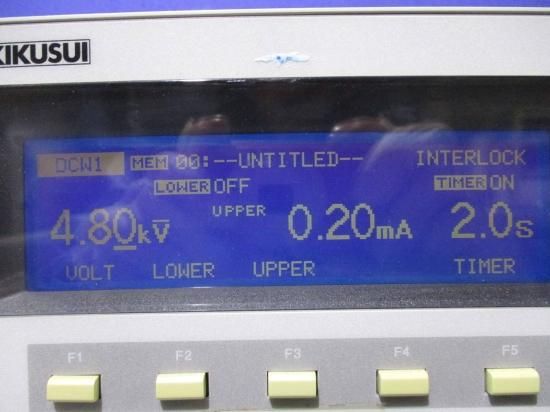 KIKUSUI
DCW1 MEM 00:--UNTITLED-- INTERLOCK
LOWER OFF TIMER ON
4.80kV UPPER 0.20mA 2.0s
VOLT LOWER UPPER TIMER
F1 F2 F3 F4 F5